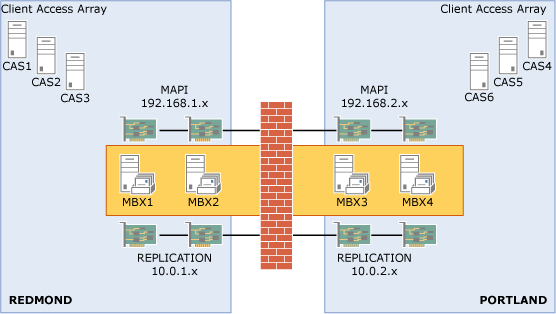 Client Access Array
Client Access Array
CAS1
CAS2
CAS3
CAS4
CAS5
CAS6
MAPI
192.168.1.x
MAPI
192.168.2.x
MBX1
MBX2
MBX3
MBX4
REPLICATION
10.0.1.x
REPLICATION
10.0.2.x
REDMOND
PORTLAND